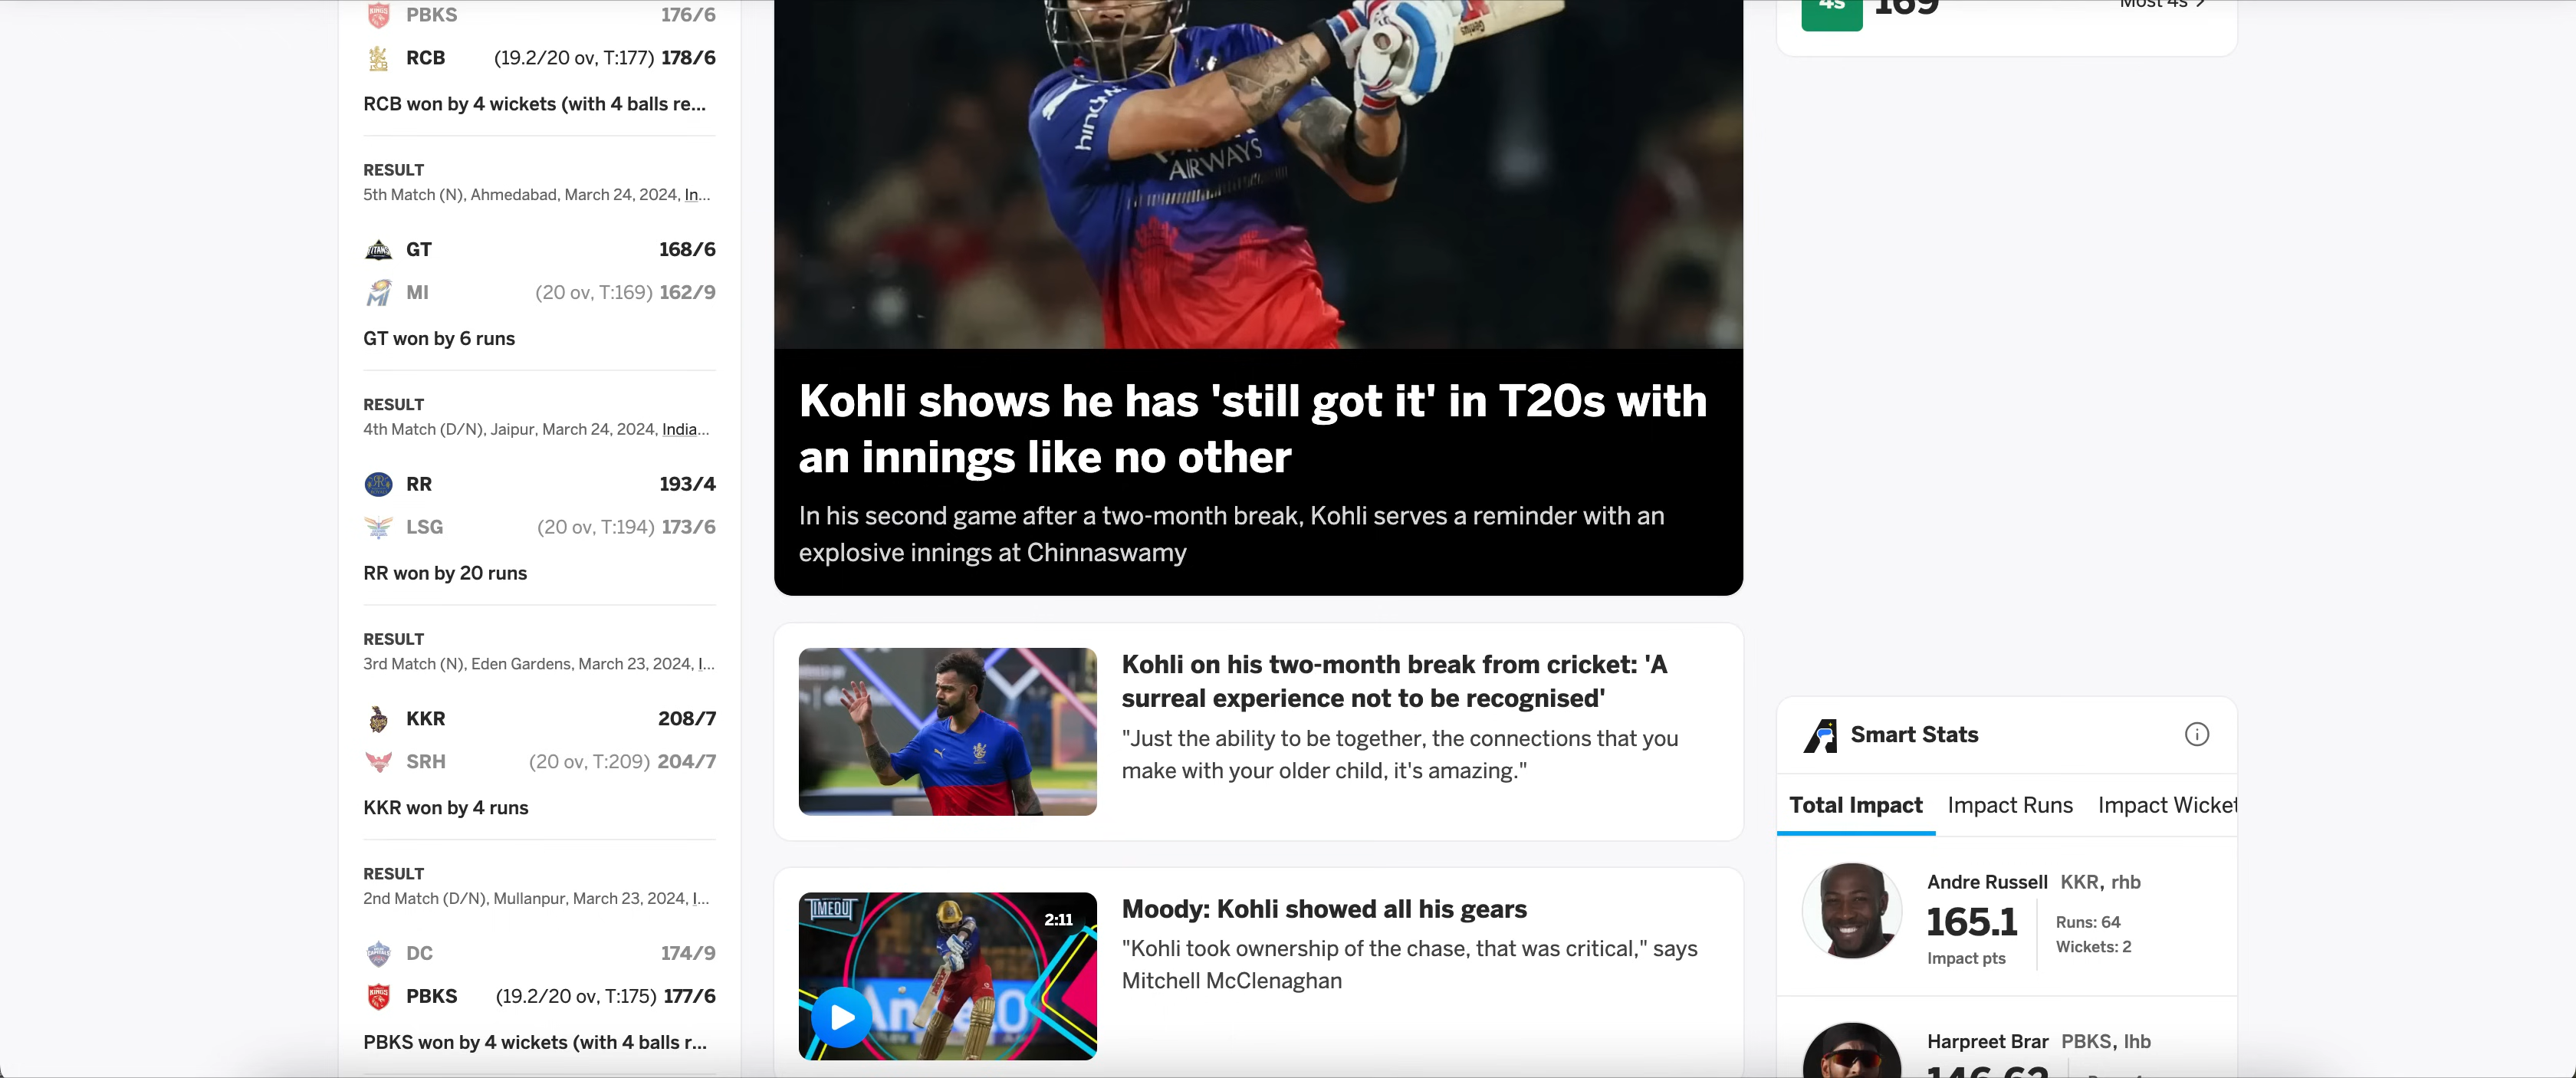 PBKS 176/6
RCB (19.2/20 ov, T:177) 178/6
RCB won by 4 wickets (with 4 balls re...
RESULT
5th Match (N), Ahmedabad, March 24, 2024, In...
GT 168/6
MI (20 ov, T:169) 162/9
GT won by 6 runs
RESULT
4th Match (D/N), Jaipur, March 24, 2024, India...
RR 193/4
LSG (20 ov, T:194) 173/6
RR won by 20 runs
RESULT
3rd Match (N), Eden Gardens, March 23, 2024, I...
KKR 208/7
SRH (20 ov, T:209) 204/7
KKR won by 4 runs
RESULT
2nd Match (D/N), Mullanpur, March 23, 2024, I...
DC 174/9
PBKS (19.2/20 ov, T:175) 177/6
PBKS won by 4 wickets (with 4 balls r...
AIRWAYS
Kohli shows he has 'still got it' in T20s with
an innings like no other
In his second game after a two-month break, Kohli serves a reminder with an
explosive innings at Chinnaswamy
Kohli on his two-month break from cricket: 'A
surreal experience not to be recognised'
"Just the ability to be together, the connections that you
make with your older child, it's amazing."
TIMEOUT
2:11
Moody: Kohli showed all his gears
"Kohli took ownership of the chase, that was critical," says
Mitchell McClenaghan
4s 169 Most 4s
Smart Stats
Total Impact Impact Runs Impact Wicket
Andre Russell KKR, rhb
165.1
Impact pts
Runs: 64
Wickets: 2
Harpreet Brar PBKS, lhb
146.62